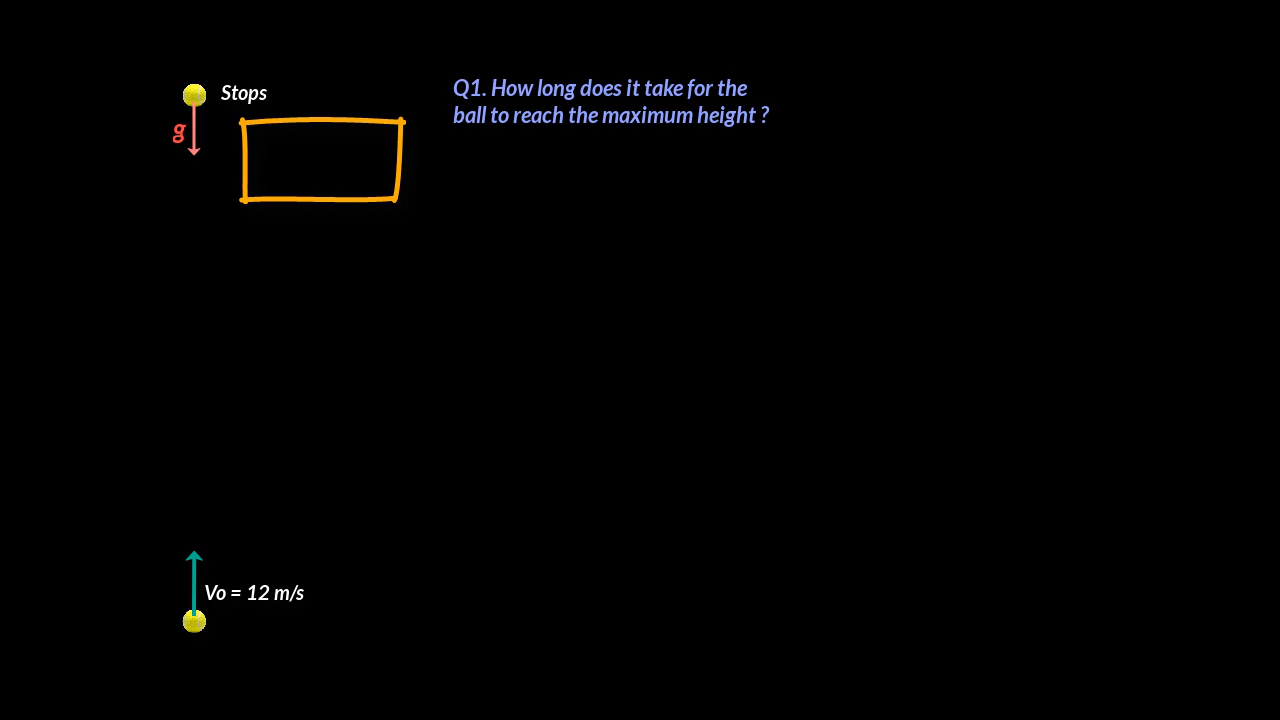 Stops
g
Q1. How long does it take for the
ball to reach the maximum height ?
Vo = 12 m/s